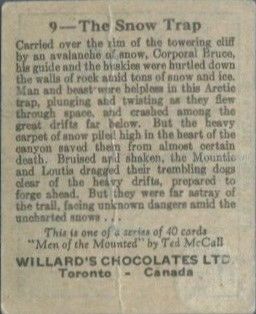 9—The Snow Trap
Carried over the rim of the towering cliff
by an avalanche of snow, Corporal Bruce,
his guide and the huskies were hurtled down
the walls of rock amid tons of snow and ice.
Man and beast were helpless in this Arctic
trap, plunging and twisting as they flew
through space, and crashed among the
great drifts far below. But the heavy
carpet of snow piled high in the heart of the
canyon saved them from almost certain
death. Bruised and shaken, the Mountie
and Loutis dragged their trembling dogs
clear of the heavy drifts, prepared to
forge ahead. But they were far astray of
the trail, facing unknown dangers amid the
uncharted snows . . .
This is one of a series of 40 cards
"Men of the Mounted" by Ted McCall
WILLARD'S CHOCOLATES LTD
Toronto - Canada